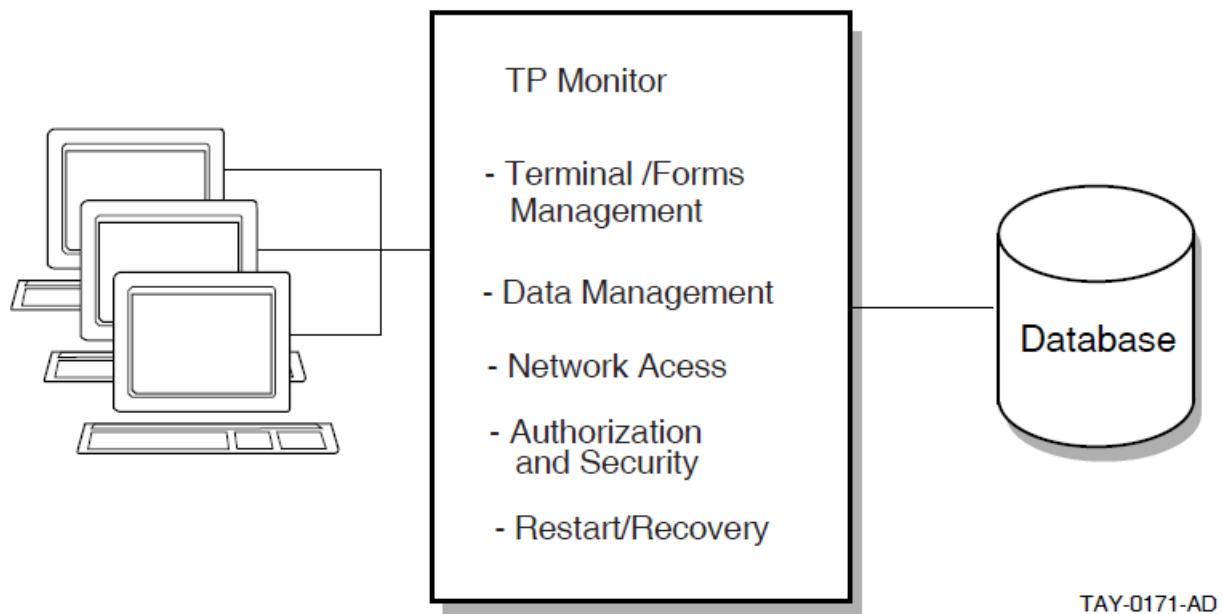 TP Monitor
- Terminal /Forms
Management
- Data Management
- Network Acess
- Authorization
and Security
- Restart/Recovery
Database
TAY-0171-AD